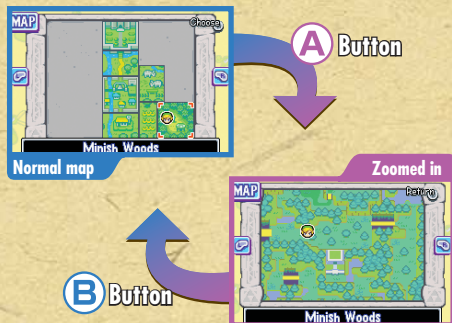 MAP
Choose
A Button
Minish Woods
Normal map
Zoomed in
MAP
Return
B Button
Minish Woods